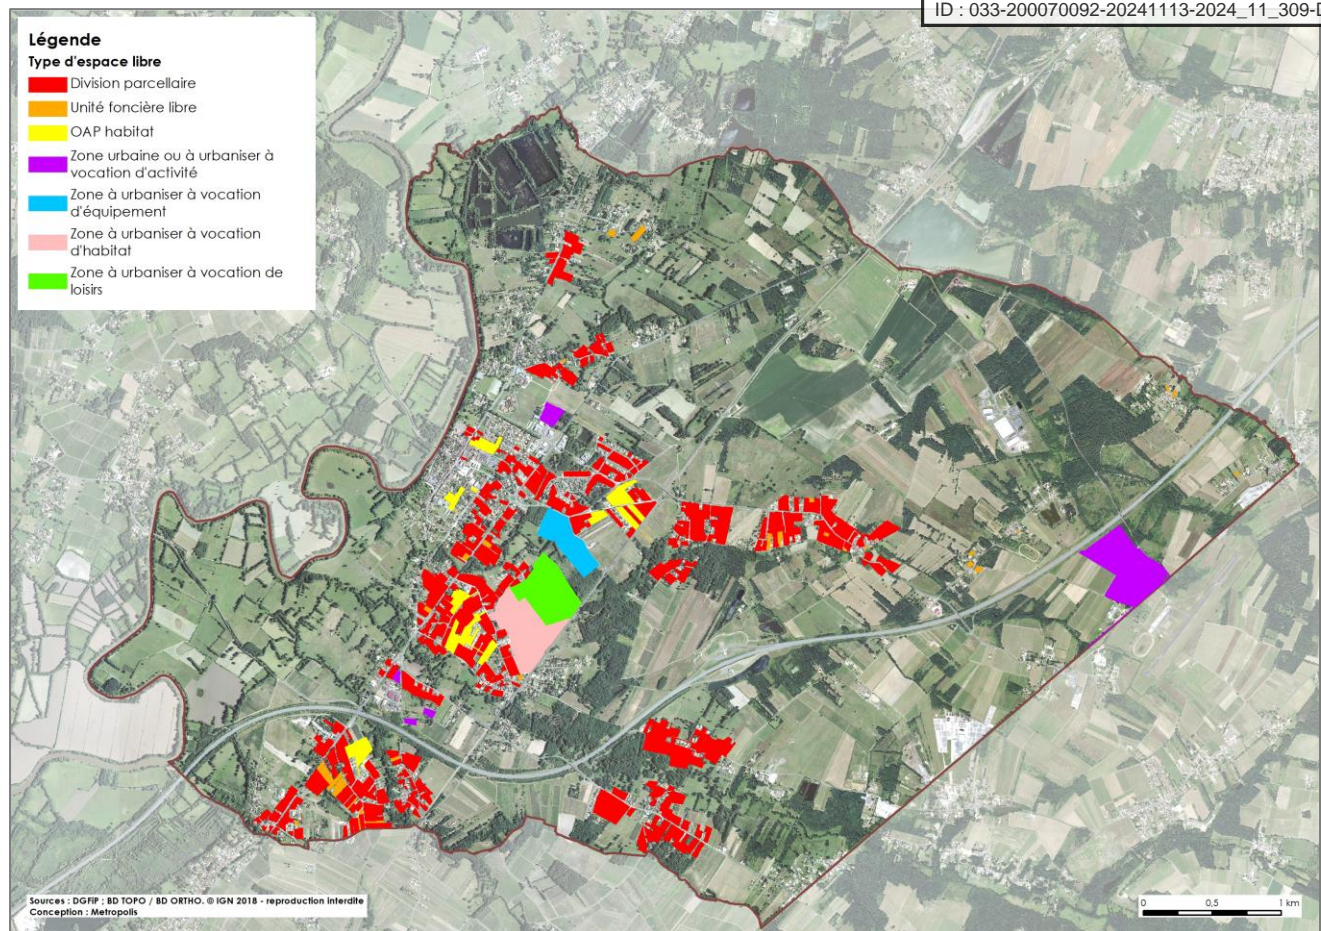 ID : 033-200070092-20241113-2024_11_309-D
Légende
Type d'espace libre
Division parcellaire
Unité foncière libre
OAP habitat
Zone urbaine ou à urbaniser à
vocation d'activité
Zone à urbaniser à vocation
d'équipement
Zone à urbaniser à vocation
d'habitat
Zone à urbaniser à vocation de
loisirs
Sources : DGFiP ; BD TOPO / BD ORTHO. © IGN 2018 - reproduction interdite
Conception : Metropolis
0 0,5 1 km